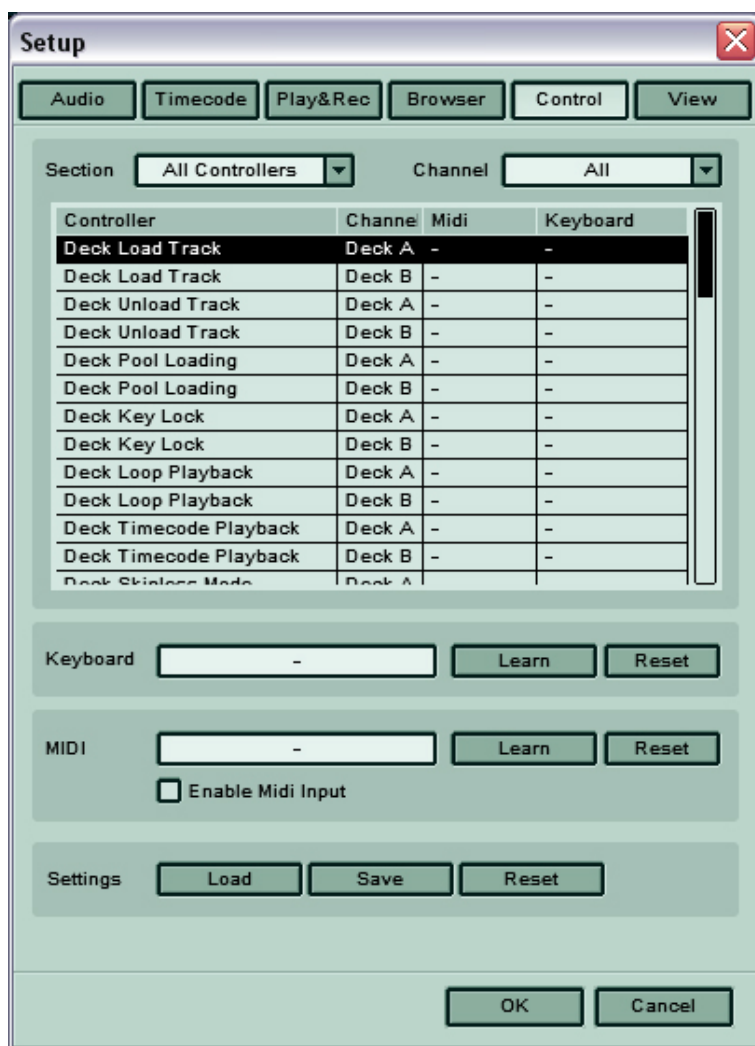 Setup
Audio Timecode Play&Rec Browser Control View
Section All Controllers Channel All
Controller Channel Midi Keyboard
Deck Load Track Deck A - -
Deck Load Track Deck B - -
Deck Unload Track Deck A - -
Deck Unload Track Deck B - -
Deck Pool Loading Deck A - -
Deck Pool Loading Deck B - -
Deck Key Lock Deck A - -
Deck Key Lock Deck B - -
Deck Loop Playback Deck A - -
Deck Loop Playback Deck B - -
Deck Timecode Playback Deck A - -
Deck Timecode Playback Deck B - -
Deck Skinless Mode Deck A
Keyboard - Learn Reset
MIDI - Learn Reset
Enable Midi Input
Settings Load Save Reset
OK Cancel